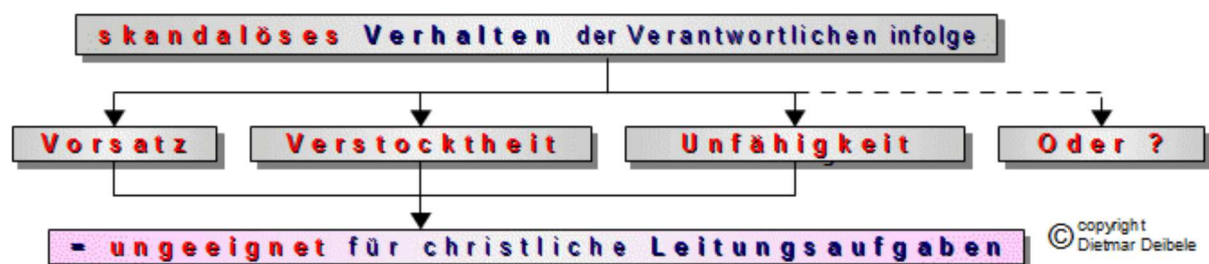 skandalöses Verhalten der Verantwortlichen infolge
Vorsatz
Verstocktheit
Unfähigkeit
Oder ?
= ungeeignet für christliche Leitungsaufgaben
© copyright
Dietmar Deibele